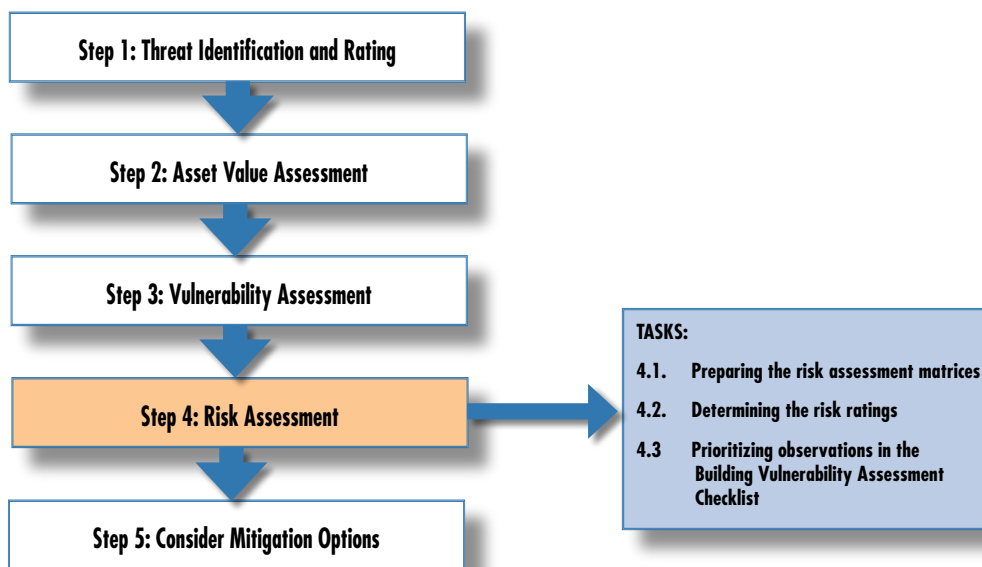 Step 1: Threat Identification and Rating
Step 2: Asset Value Assessment
Step 3: Vulnerability Assessment
Step 4: Risk Assessment
Step 5: Consider Mitigation Options
TASKS:
4.1. Preparing the risk assessment matrices
4.2. Determining the risk ratings
4.3 Prioritizing observations in the
Building Vulnerability Assessment
Checklist